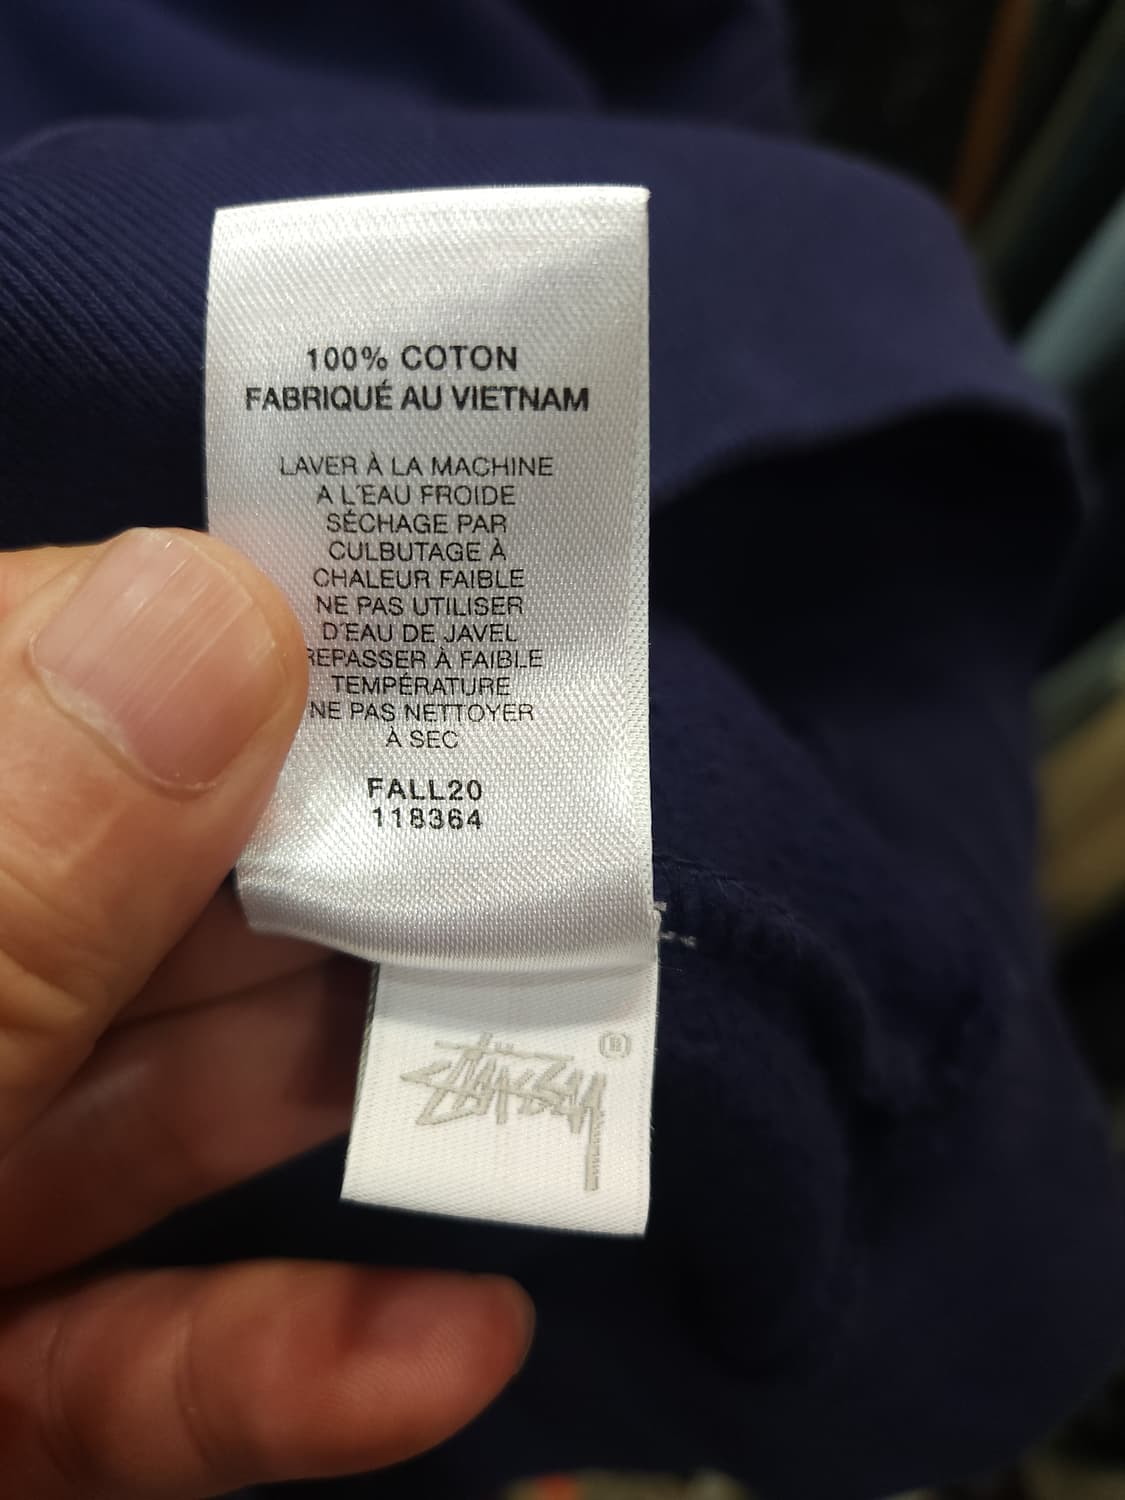 100% COTON
FABRIQUÉ AU VIETNAM
LAVER À LA MACHINE
A L'EAU FROIDE
SÉCHAGE PAR
CULBUTAGE À
CHALEUR FAIBLE
NE PAS UTILISER
D'EAU DE JAVEL
REPASSER À FAIBLE
TEMPÉRATURE
NE PAS NETTOYER
À SEC
FALL20
118364
Stüssy ®